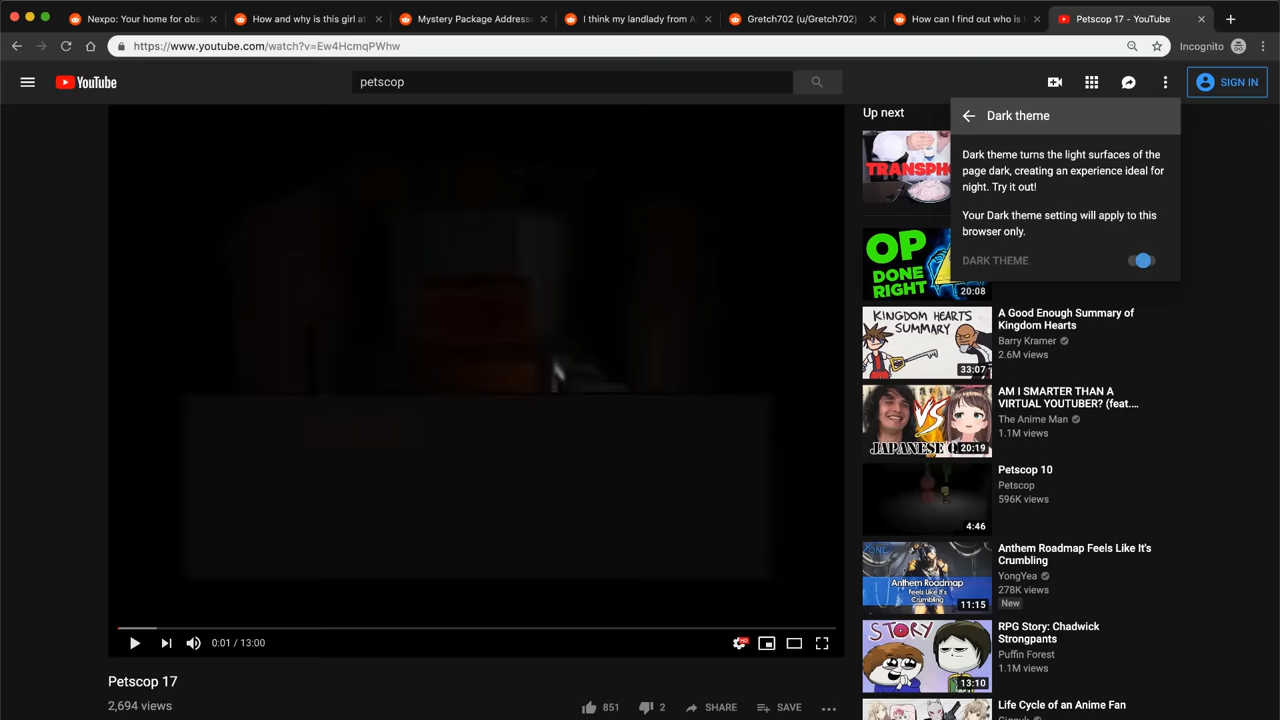 Nexpo: Your home for obs
How and why is this girl at
Mystery Package Address
I think my landlady from A
Gretch702 (u/Gretch702)
How can I find out who is
Petscop 17 - YouTube
https://www.youtube.com/watch?v=Ew4HcmqPWhw
Incognito
YouTube
petscop
SIGN IN
Dark theme
Dark theme turns the light surfaces of the
page dark, creating an experience ideal for
night. Try it out!
Your Dark theme setting will apply to this
browser only.
DARK THEME
Up next
TRANSPH
OP
DONE
RIGHT
20:08
KINGDOM HEARTS
SUMMARY
33:07
A Good Enough Summary of
Kingdom Hearts
Barry Kramer
2.6M views
VS
JAPANESE
20:19
AM I SMARTER THAN A
VIRTUAL YOUTUBER? (feat....
The Anime Man
1.1M views
4:46
Petscop 10
Petscop
596K views
Anthem Roadmap
Feels Like It's
Crumbling
11:15
Anthem Roadmap Feels Like It's
Crumbling
YongYea
278K views
New
STORY
13:10
RPG Story: Chadwick
Strongpants
Puffin Forest
1.1M views
Life Cycle of an Anime Fan
0:01 / 13:00
HD
Petscop 17
2,694 views
851
2
SHARE
SAVE